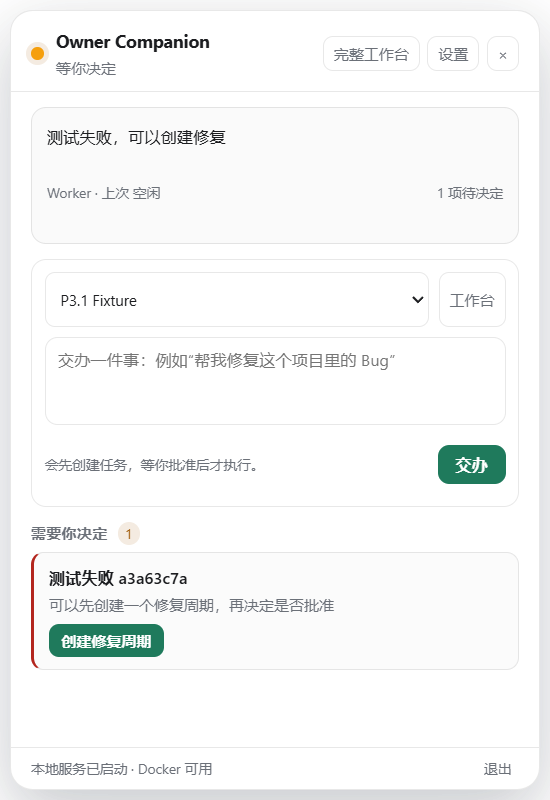 Owner Companion
等你决定
完整工作台
设置
×
测试失败，可以创建修复
Worker · 上次 空闲
1 项待决定
P3.1 Fixture
工作台
交办一件事：例如“帮我修复这个项目里的 Bug”
会先创建任务，等你批准后才执行。
交办
需要你决定
1
测试失败 a3a63c7a
可以先创建一个修复周期，再决定是否批准
创建修复周期
本地服务已启动 · Docker 可用
退出